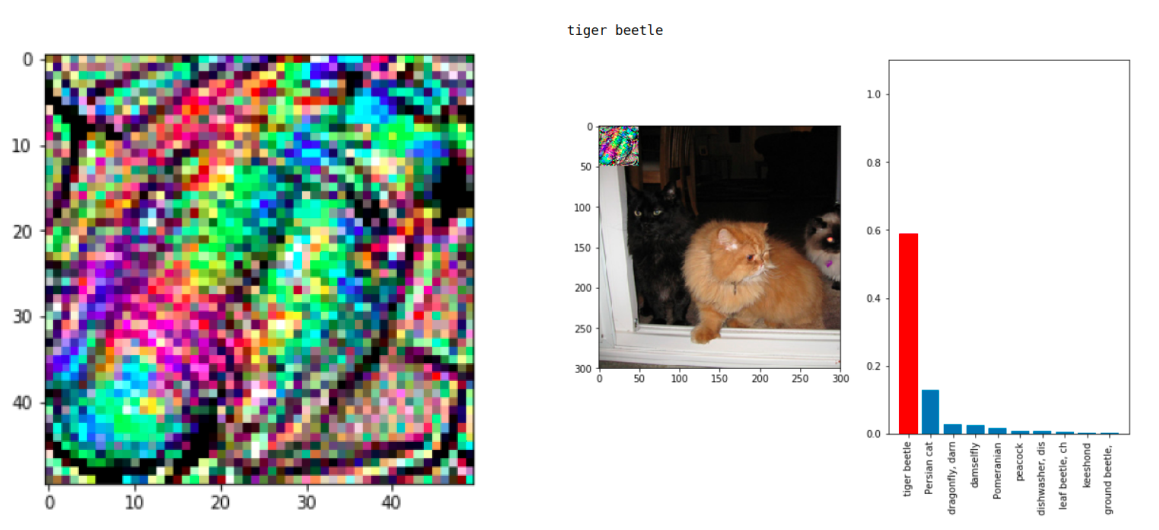 tiger beetle
0
10
20
30
40
0 10 20 30 40
0
50
100
150
200
250
300
0 50 100 150 200 250 300
1.0
0.8
0.6
0.4
0.2
0.0
tiger beetle
Persian cat
dragonfly, darn
damselfly
Pomeranian
peacock
dishwasher, dis
leaf beetle, ch
keeshond
ground beetle,